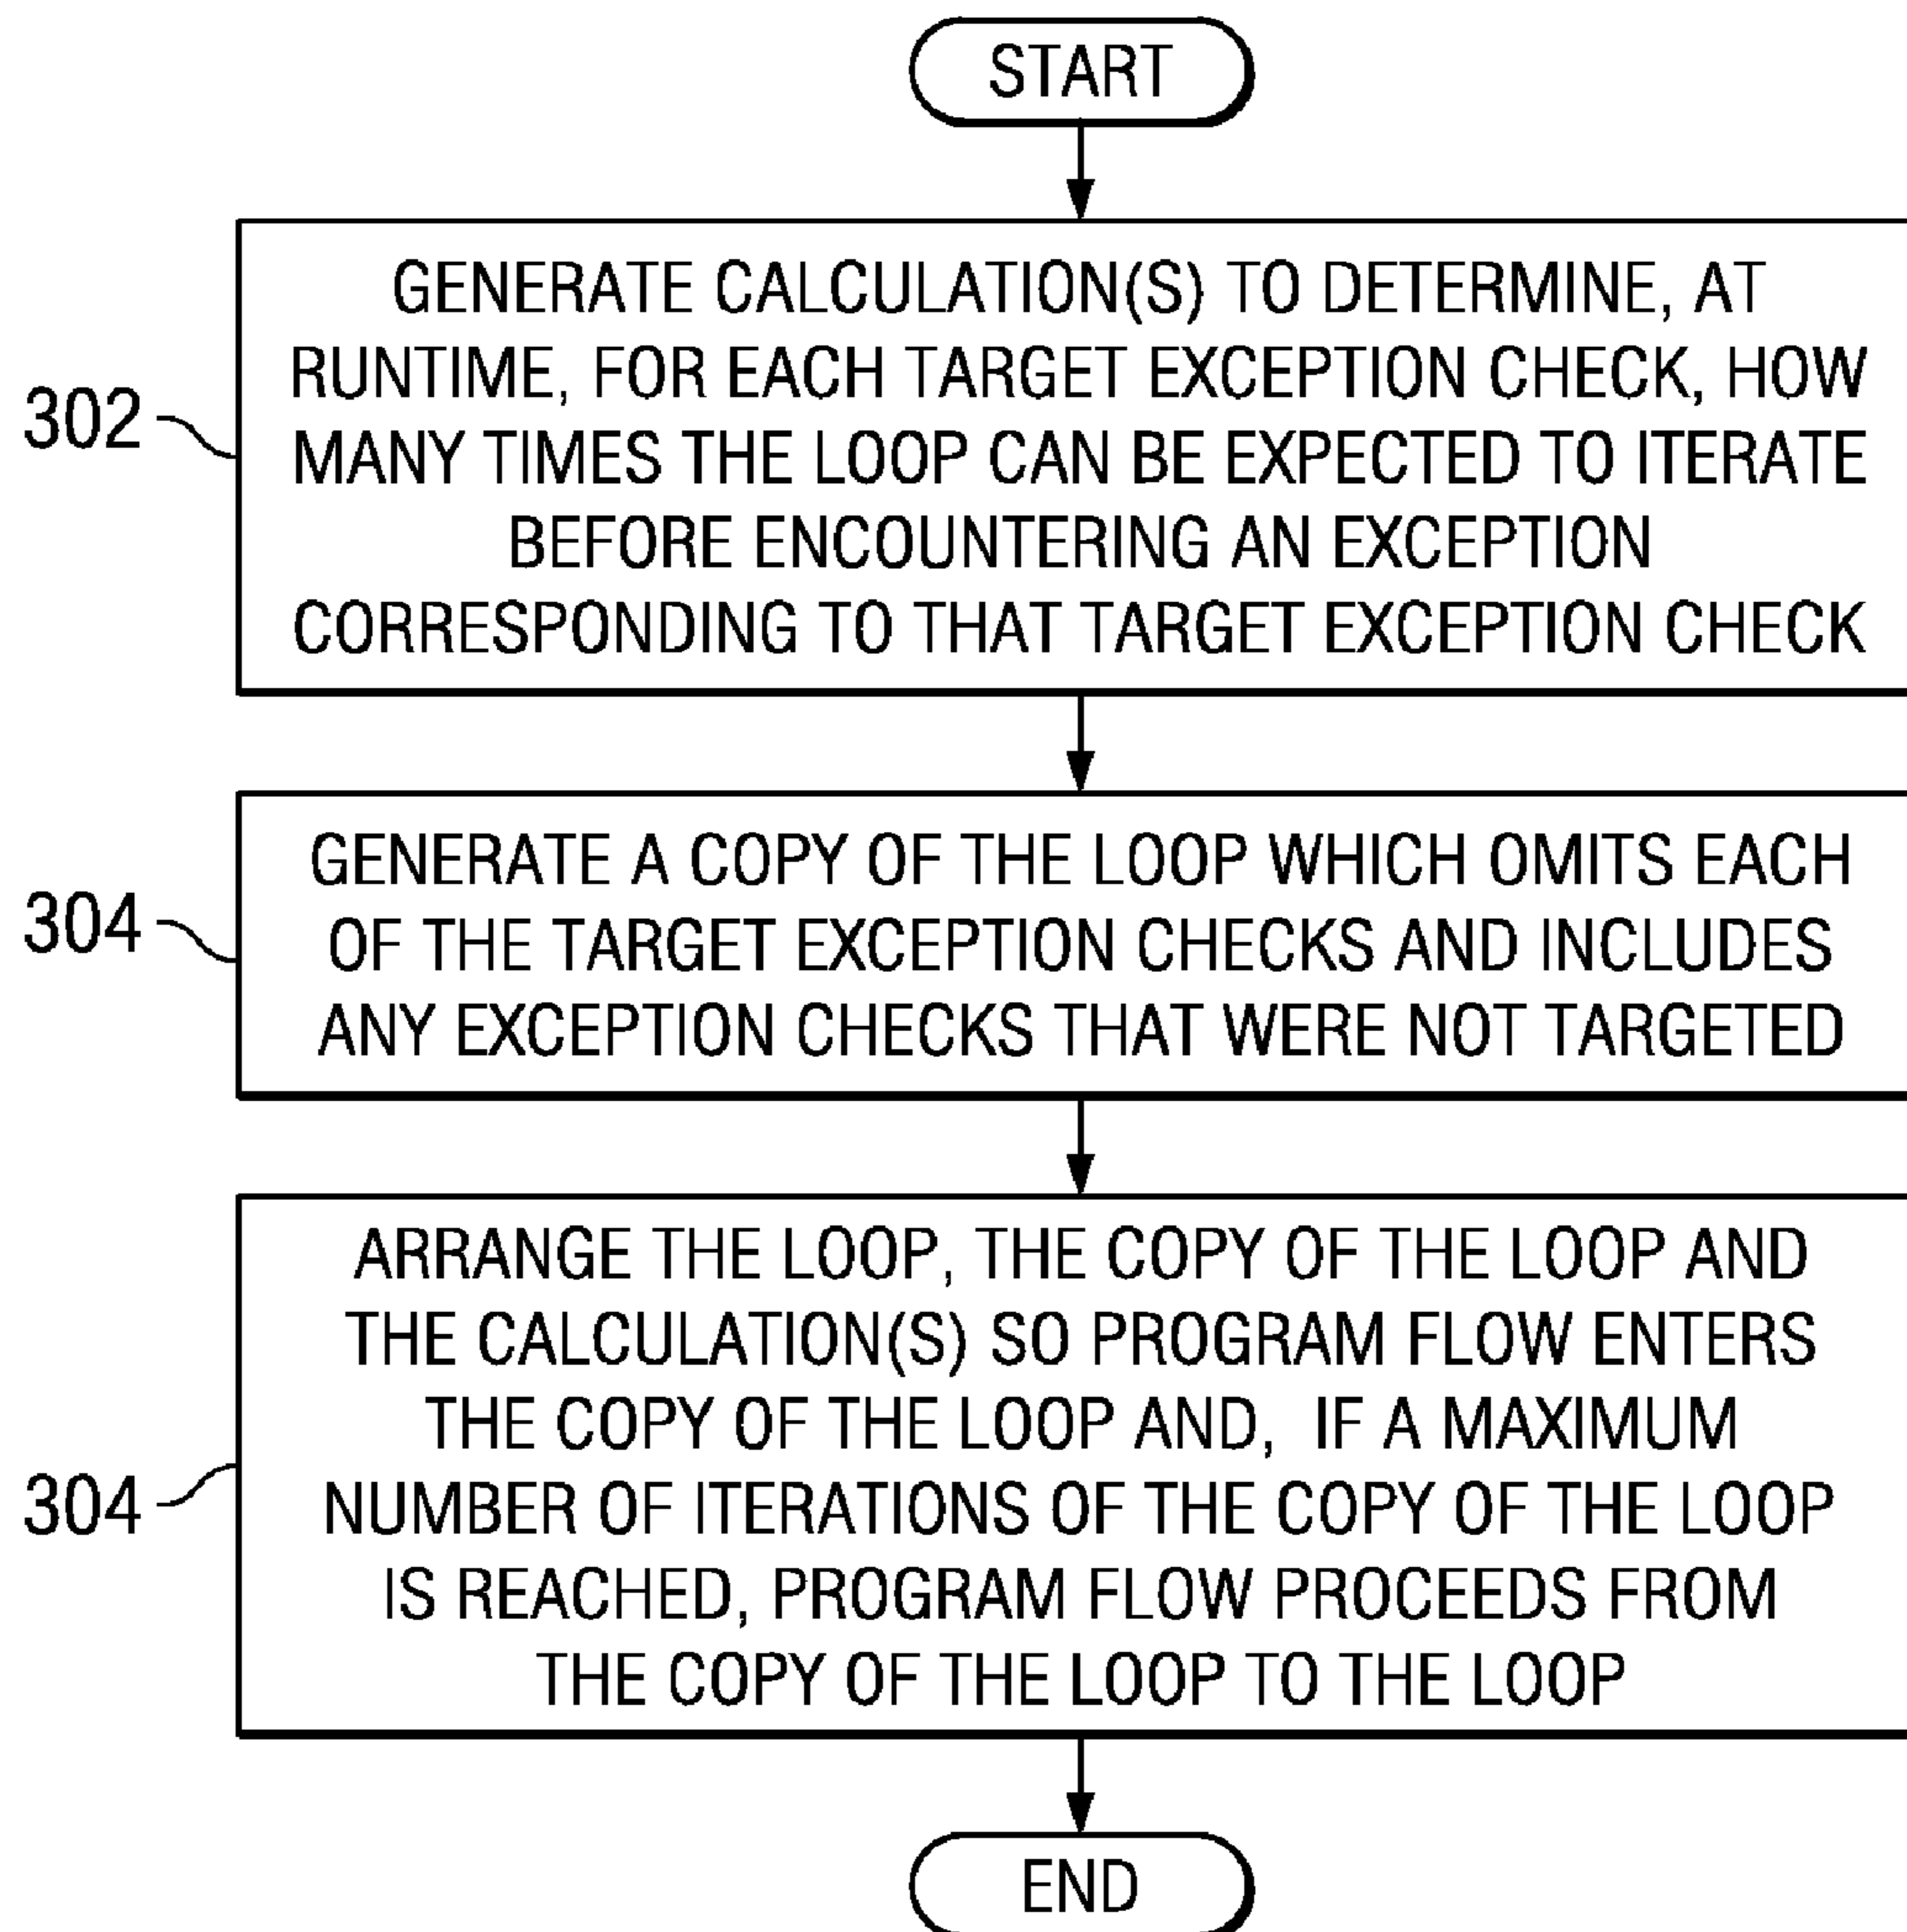 START
GENERATE CALCULATION(S) TO DETERMINE, AT
RUNTIME, FOR EACH TARGET EXCEPTION CHECK, HOW
MANY TIMES THE LOOP CAN BE EXPECTED TO ITERATE
BEFORE ENCOUNTERING AN EXCEPTION
CORRESPONDING TO THAT TARGET EXCEPTION CHECK
302
GENERATE A COPY OF THE LOOP WHICH OMITS EACH
OF THE TARGET EXCEPTION CHECKS AND INCLUDES
ANY EXCEPTION CHECKS THAT WERE NOT TARGETED
304
ARRANGE THE LOOP, THE COPY OF THE LOOP AND
THE CALCULATION(S) SO PROGRAM FLOW ENTERS
THE COPY OF THE LOOP AND, IF A MAXIMUM
NUMBER OF ITERATIONS OF THE COPY OF THE LOOP
IS REACHED, PROGRAM FLOW PROCEEDS FROM
THE COPY OF THE LOOP TO THE LOOP
304
END